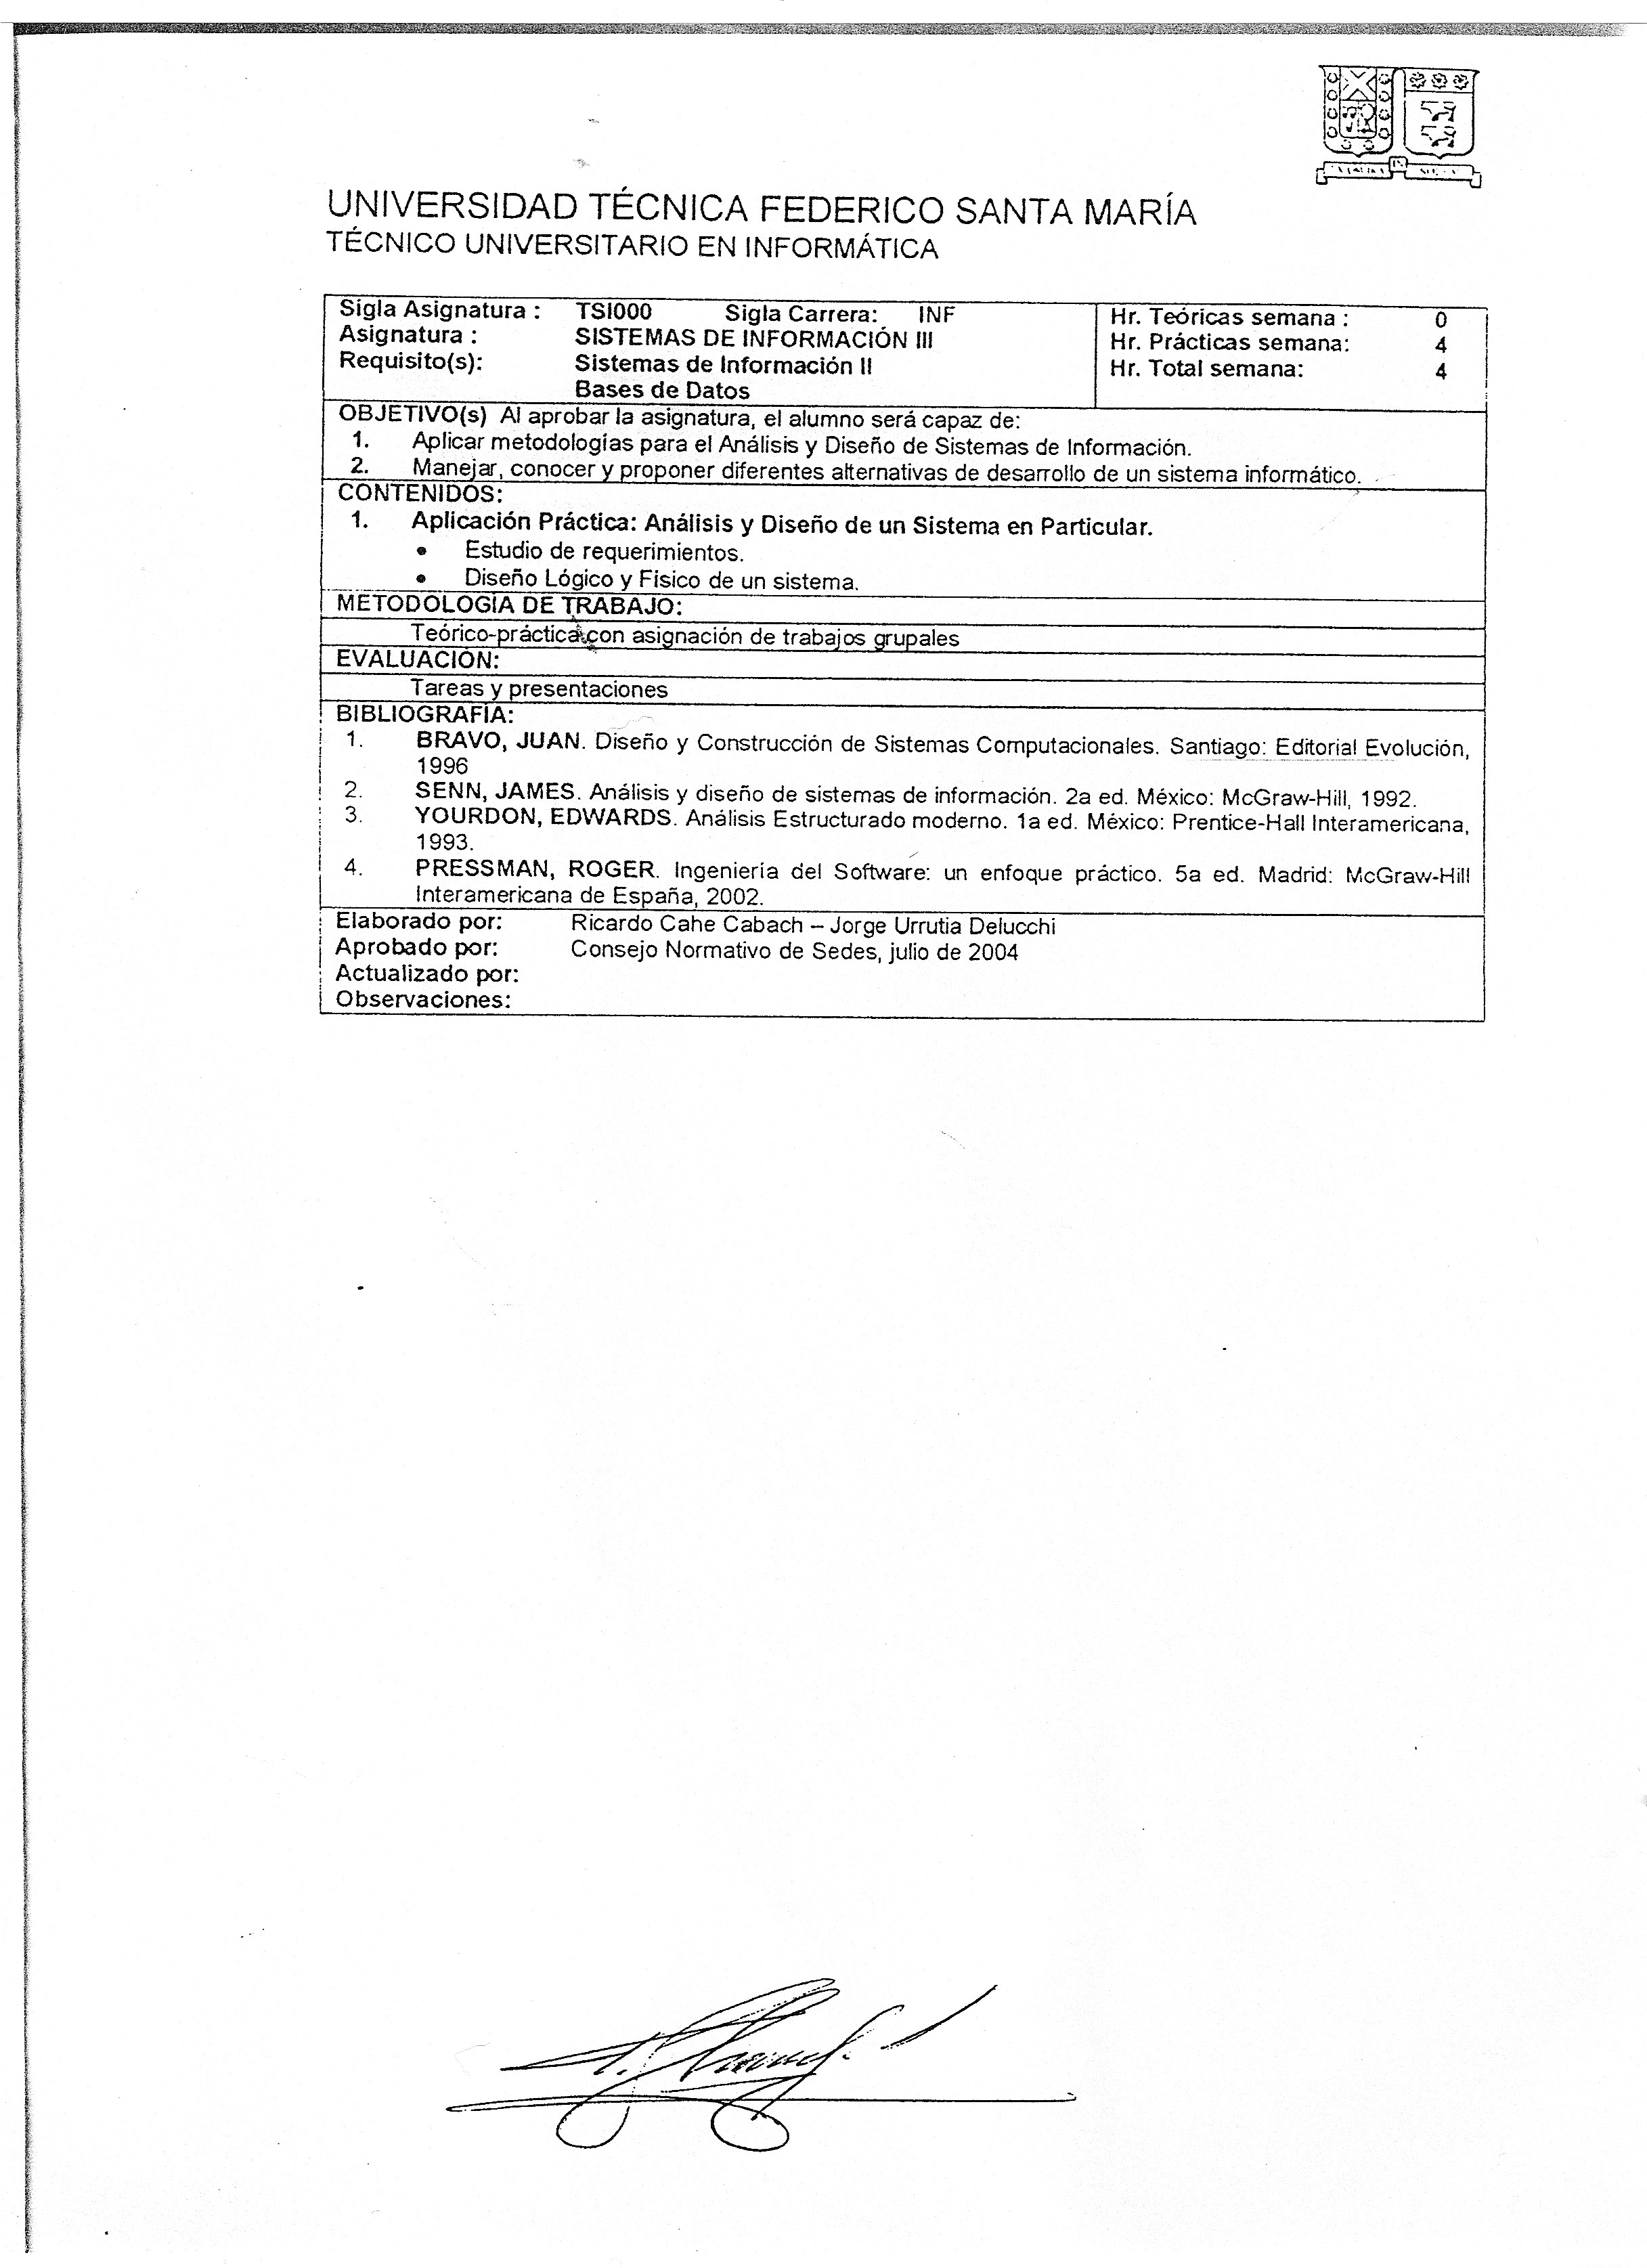 UNIVERSIDAD TÉCNICA FEDERICO SANTA MARÍA
TÉCNICO UNIVERSITARIO EN INFORMÁTICA
Sigla Asignatura : TSI000 Sigla Carrera: INF Hr. Teóricas semana : 0
Asignatura : SISTEMAS DE INFORMACIÓN III Hr. Prácticas semana: 4
Requisito(s): Sistemas de Información II Hr. Total semana: 4
Bases de Datos
OBJETIVO(s) Al aprobar la asignatura, el alumno será capaz de:
1. Aplicar metodologías para el Análisis y Diseño de Sistemas de Información.
2. Manejar, conocer y proponer diferentes alternativas de desarrollo de un sistema informático.
CONTENIDOS:
1. Aplicación Práctica: Análisis y Diseño de un Sistema en Particular.
• Estudio de requerimientos.
• Diseño Lógico y Físico de un sistema.
METODOLOGÍA DE TRABAJO:
Teórico-práctica con asignación de trabajos grupales
EVALUACIÓN:
Tareas y presentaciones
BIBLIOGRAFÍA:
1. BRAVO, JUAN. Diseño y Construcción de Sistemas Computacionales. Santiago: Editorial Evolución,
1996
2. SENN, JAMES. Análisis y diseño de sistemas de información. 2a ed. México: McGraw-Hill, 1992.
3. YOURDON, EDWARDS. Análisis Estructurado moderno. 1a ed. México: Prentice-Hall Interamericana,
1993.
4. PRESSMAN, ROGER. Ingeniería del Software: un enfoque práctico. 5a ed. Madrid: McGraw-Hill
Interamericana de España, 2002.
Elaborado por: Ricardo Cahe Cabach – Jorge Urrutia Delucchi
Aprobado por: Consejo Normativo de Sedes, julio de 2004
Actualizado por:
Observaciones: